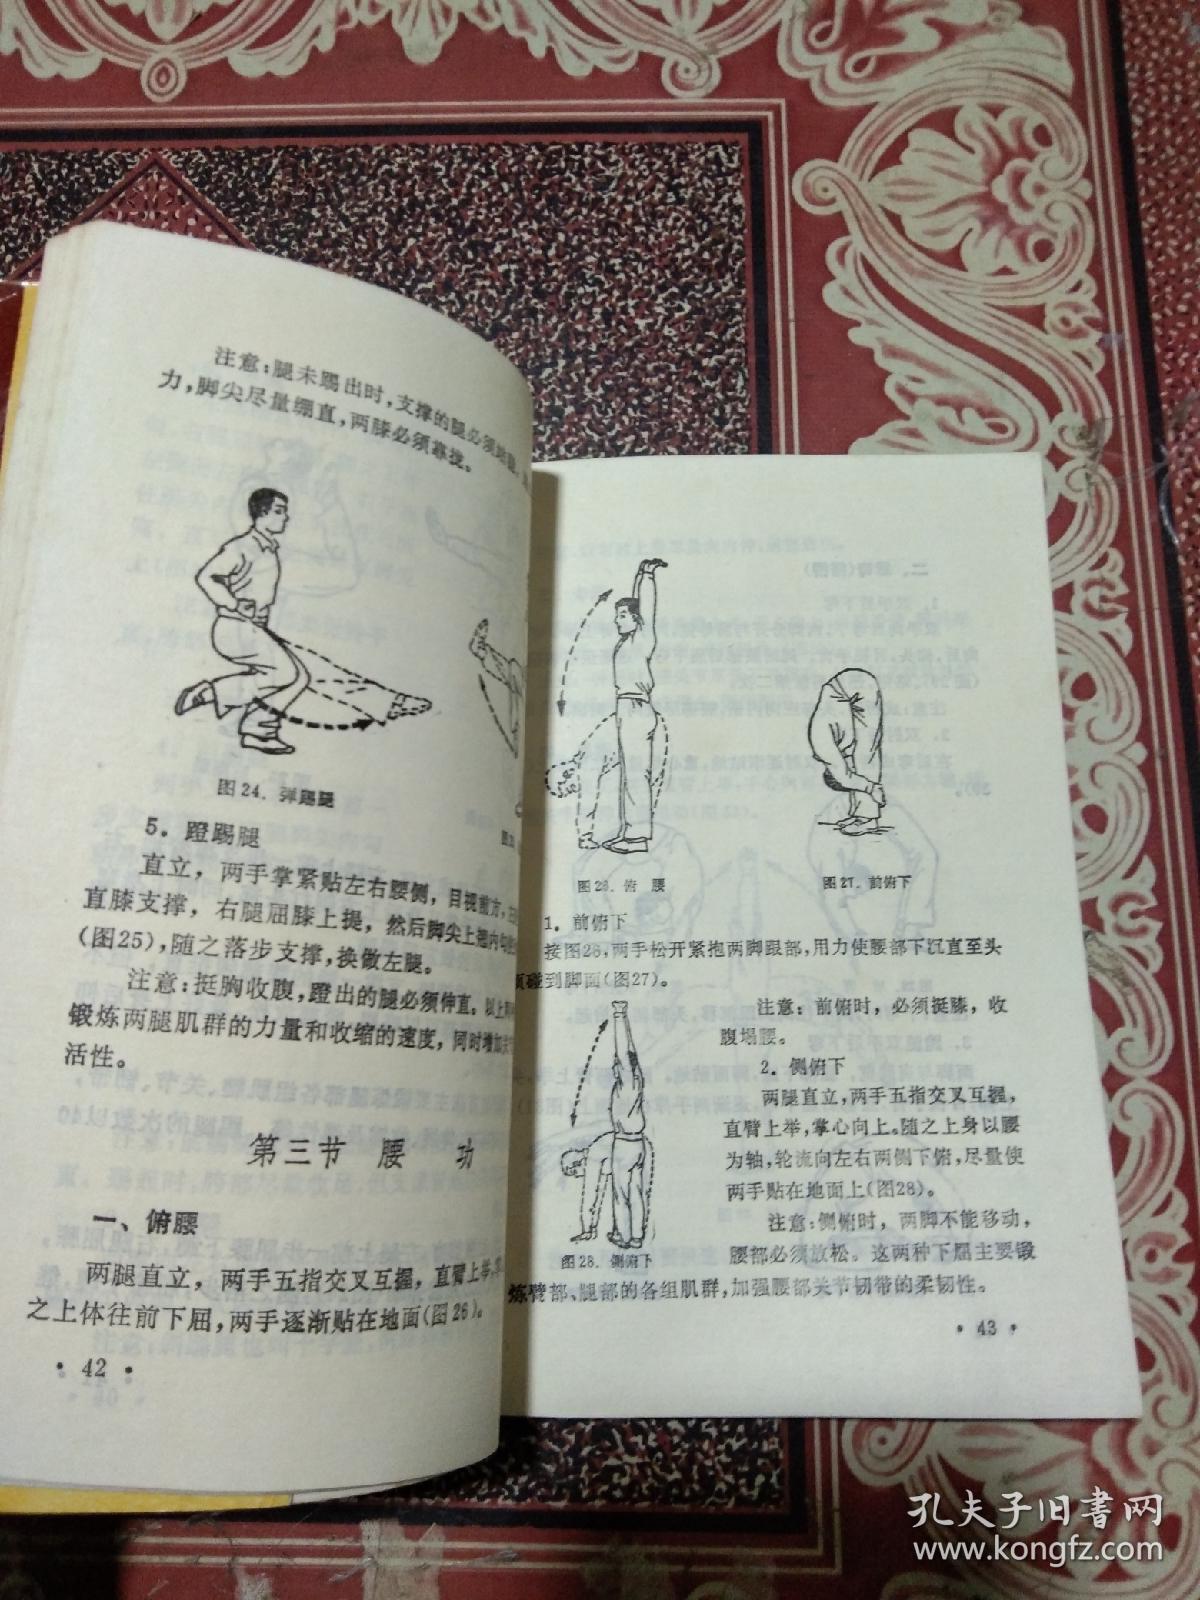 注意：腿未踢出时，支撑的腿必须
力，脚尖尽量绷直，两膝必须靠拢。
图24．弹踢腿
5．蹬踢腿
直立，两手掌紧贴左右腰侧，目视前方，
直膝支撑，右腿屈膝上提，然后脚尖上翘内勾
(图25)，随之落步支撑，换做左腿。
注意：挺胸收腹，蹬出的腿必须伸直。以上
锻炼两腿肌群的力量和收缩的速度，同时增加关
活性。
第三节 腰 功
一、俯腰
两腿直立，两手五指交叉互握，直臂上举，
之上体往前下屈，两手逐渐贴在地面(图26)。
· 42 ·
图26．俯 腰
图27．前俯下
1．前俯下
接图26，两手松开紧抱两脚跟部，用力使腰部下沉直至头
顶碰到脚面(图27)。
注意：前俯时，必须挺膝，收
腹塌腰。
2．侧俯下
两腿直立，两手五指交叉互握，
直臂上举，掌心向上。随之上身以腰
为轴，轮流向左右两侧下俯，尽量使
两手贴在地面上(图28)。
注意：侧俯时，两脚不能移动，
腰部必须放松。这两种下屈主要锻
图28．侧俯下
炼臂部、腿部的各组肌群，加强腰部关节韧带的柔韧性。
· 43 ·
孔夫子旧书网
www.kongfz.com